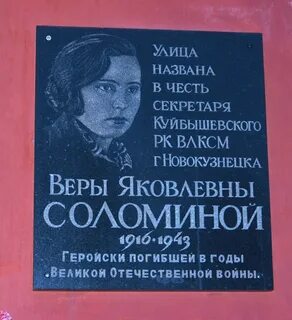 Улица
названа
в честь
секретаря
Куйбышевского
РК ВЛКСМ
г Новокузнецка
Веры Яковлевны
Соломиной
1916-1943
Геройски погибшей в годы
Великой Отечественной войны.